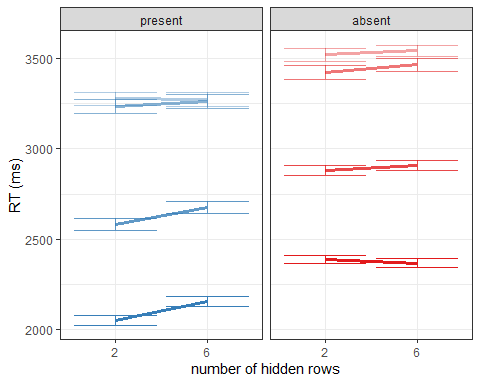 present absent
RT (ms)
3500
3000
2500
2000
2 6 2 6
number of hidden rows